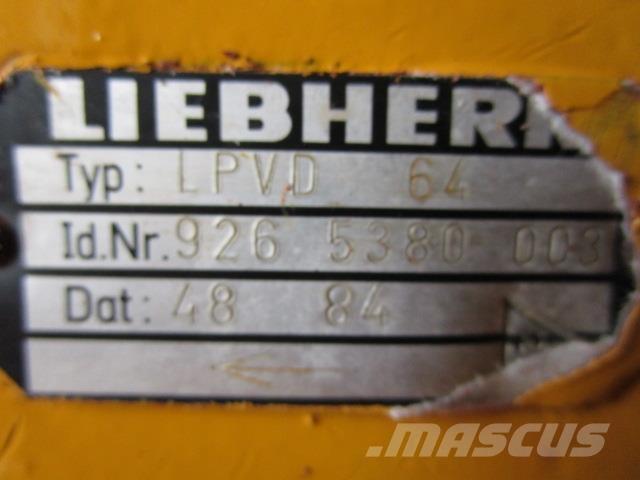 LIEBHERR
Typ: LPVD 64
Id.Nr. 926 5380 003
Dat: 48 84
MASCUS